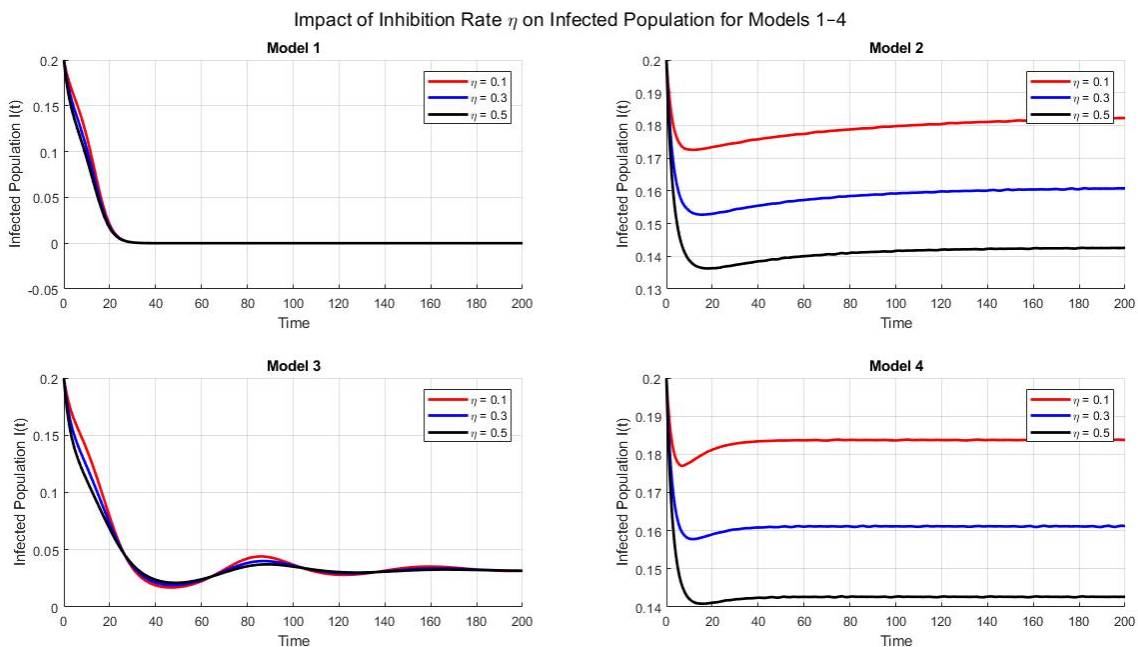 Impact of Inhibition Rate η on Infected Population for Models 1−4
Model 1
Infected Population I(t)
0.2
0.15
0.1
0.05
0
-0.05
η = 0.1
η = 0.3
η = 0.5
0 20 40 60 80 100 120 140 160 180 200
Time
Model 2
Infected Population I(t)
0.2
0.19
0.18
0.17
0.16
0.15
0.14
0.13
η = 0.1
η = 0.3
η = 0.5
0 20 40 60 80 100 120 140 160 180 200
Time
Model 3
Infected Population I(t)
0.2
0.15
0.1
0.05
0
η = 0.1
η = 0.3
η = 0.5
0 20 40 60 80 100 120 140 160 180 200
Time
Model 4
Infected Population I(t)
0.2
0.19
0.18
0.17
0.16
0.15
0.14
η = 0.1
η = 0.3
η = 0.5
0 20 40 60 80 100 120 140 160 180 200
Time